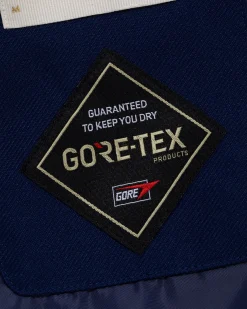 M
GUARANTEED
TO KEEP YOU DRY
GORE-TEX
PRODUCTS
GORE